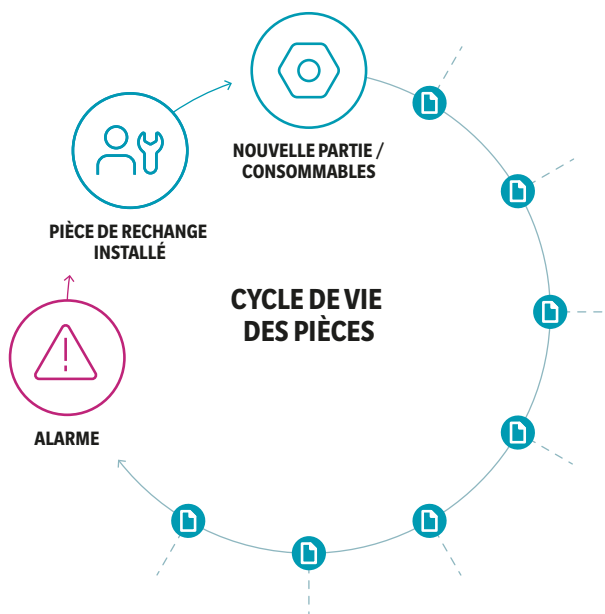 NOUVELLE PARTIE /
CONSOMMABLES
PIÈCE DE RECHANGE
INSTALLÉ
CYCLE DE VIE
DES PIÈCES
ALARME